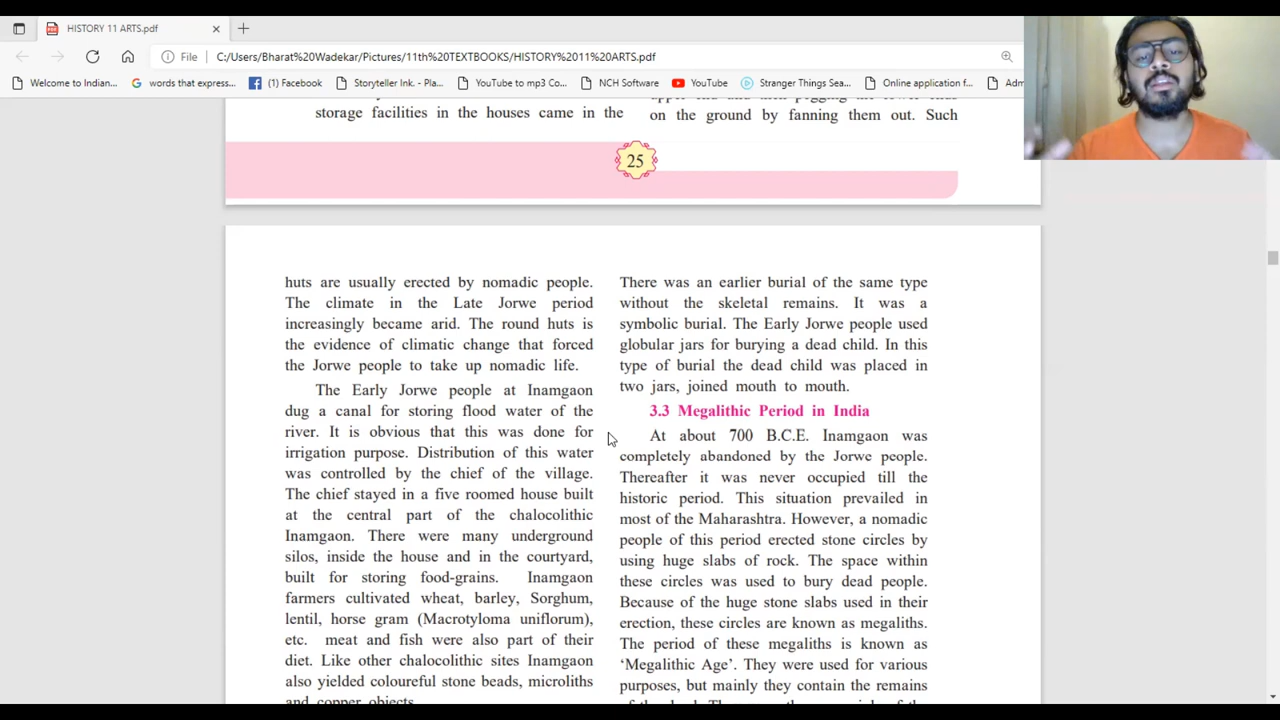 HISTORY 11 ARTS.pdf
File
C:/Users/Bharat%20Wadekar/Pictures/11th%20TEXTBOOKS/HISTORY%2011%20ARTS.pdf
Welcome to Indian...
words that express...
(1) Facebook
Storyteller Ink. - Pla...
YouTube to mp3 Co...
NCH Software
YouTube
Stranger Things Sea...
Online application f...
Adm
storage facilities in the houses came in the
on the ground by fanning them out. Such
25
huts are usually erected by nomadic people.
The climate in the Late Jorwe period
increasingly became arid. The round huts is
the evidence of climatic change that forced
the Jorwe people to take up nomadic life.
The Early Jorwe people at Inamgaon
dug a canal for storing flood water of the
river. It is obvious that this was done for
irrigation purpose. Distribution of this water
was controlled by the chief of the village.
The chief stayed in a five roomed house built
at the central part of the chalocolithic
Inamgaon. There were many underground
silos, inside the house and in the courtyard,
built for storing food-grains. Inamgaon
farmers cultivated wheat, barley, Sorghum,
lentil, horse gram (Macrotyloma uniflorum),
etc. meat and fish were also part of their
diet. Like other chalocolithic sites Inamgaon
also yielded coloureful stone beads, microliths
and copper objects.
There was an earlier burial of the same type
without the skeletal remains. It was a
symbolic burial. The Early Jorwe people used
globular jars for burying a dead child. In this
type of burial the dead child was placed in
two jars, joined mouth to mouth.
3.3 Megalithic Period in India
At about 700 B.C.E. Inamgaon was
completely abandoned by the Jorwe people.
Thereafter it was never occupied till the
historic period. This situation prevailed in
most of the Maharashtra. However, a nomadic
people of this period erected stone circles by
using huge slabs of rock. The space within
these circles was used to bury dead people.
Because of the huge stone slabs used in their
erection, these circles are known as megaliths.
The period of these megaliths is known as
'Megalithic Age'. They were used for various
purposes, but mainly they contain the remains